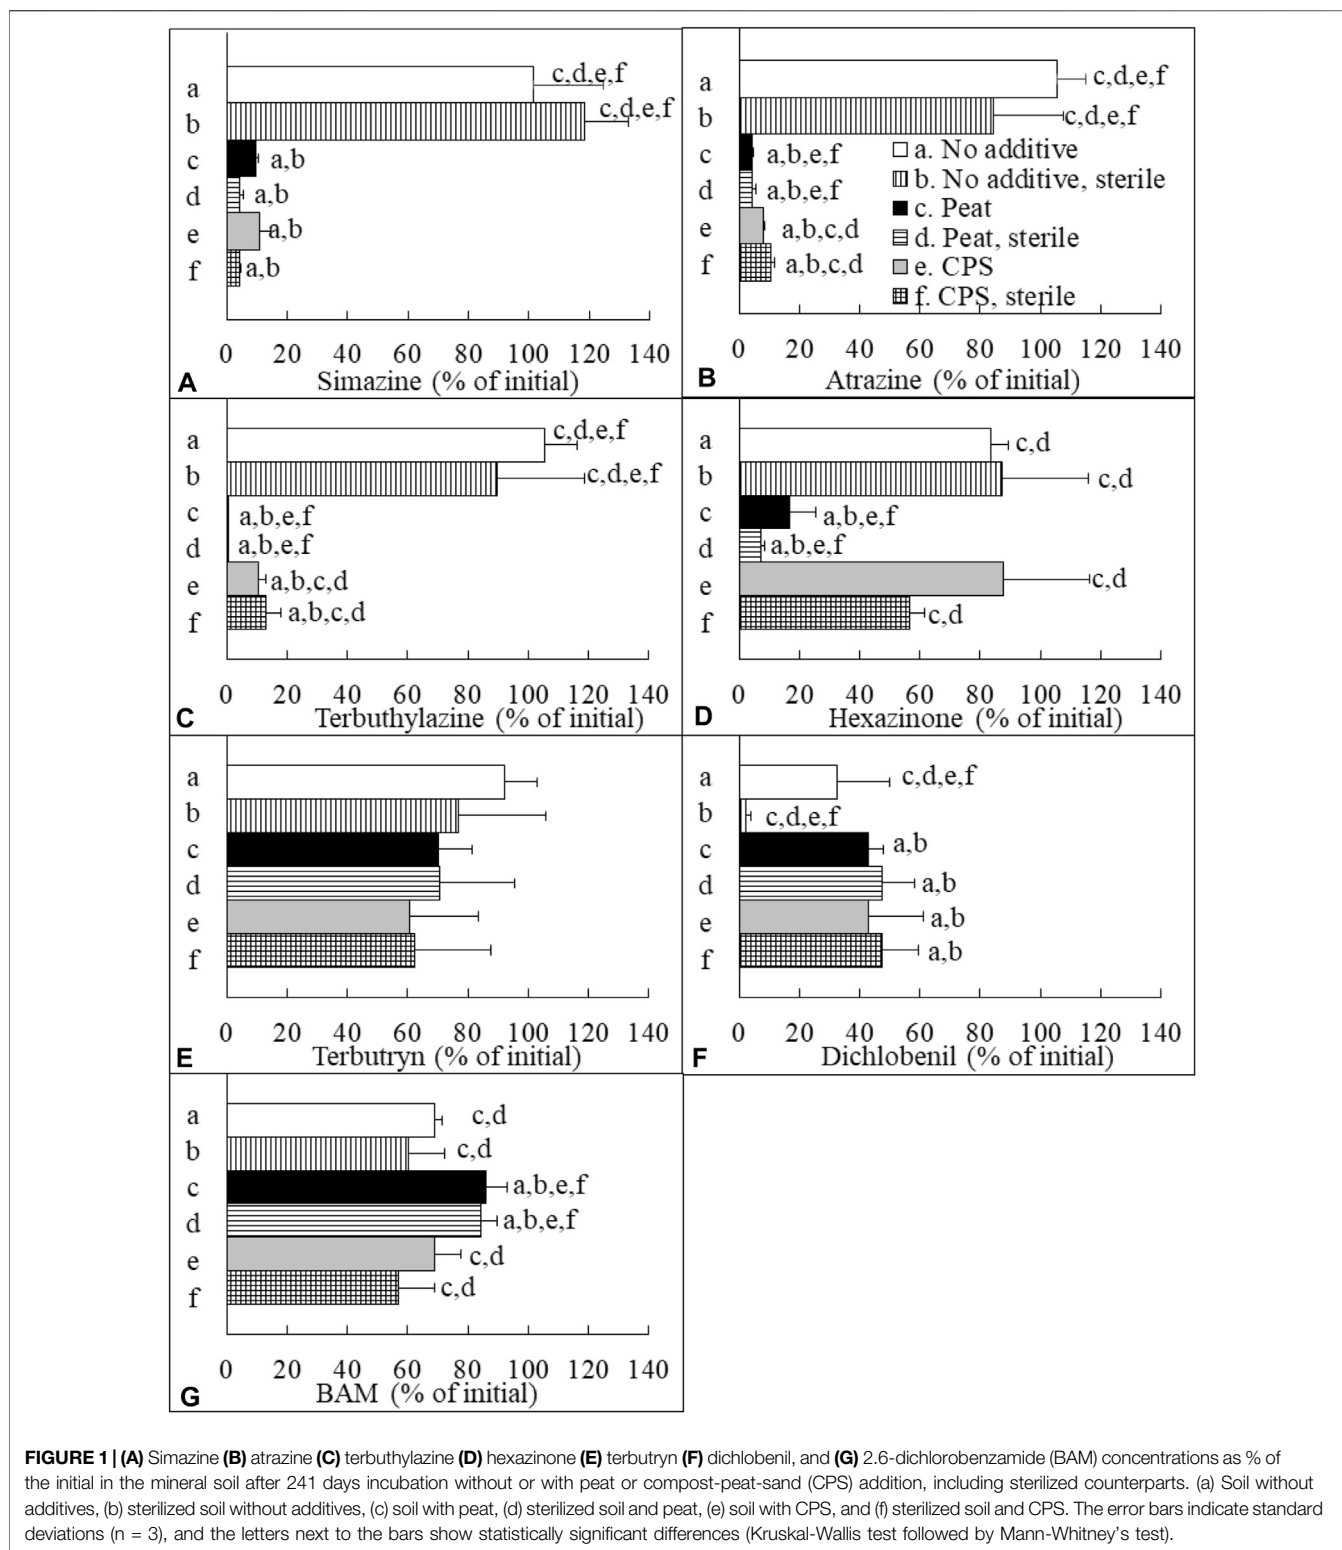 a
c,d,e,f
b
c,d,e,f
c
a,b
d
a,b
e
a,b
f
a,b
0 20 40 60 80 100 120 140
A
Simazine (% of initial)
a
c,d,e,f
b
c,d,e,f
c
a,b,e,f
d
a,b,e,f
e
a,b,c,d
f
a,b,c,d
a. No additive
b. No additive, sterile
c. Peat
d. Peat, sterile
e. CPS
f. CPS, sterile
0 20 40 60 80 100 120 140
B
Atrazine (% of initial)
a
c,d,e,f
b
c,d,e,f
c
a,b,e,f
d
a,b,e,f
e
a,b,c,d
f
a,b,c,d
0 20 40 60 80 100 120 140
C
Terbuthylazine (% of initial)
a
c,d
b
c,d
c
a,b,e,f
d
a,b,e,f
e
c,d
f
c,d
0 20 40 60 80 100 120 140
D
Hexazinone (% of initial)
a
b
c
d
e
f
0 20 40 60 80 100 120 140
E
Terbutryn (% of initial)
a
c,d,e,f
b
c,d,e,f
c
a,b
d
a,b
e
a,b
f
a,b
0 20 40 60 80 100 120 140
F
Dichlobenil (% of initial)
a
c,d
b
c,d
c
a,b,e,f
d
a,b,e,f
e
c,d
f
c,d
0 20 40 60 80 100 120 140
G
BAM (% of initial)
FIGURE 1 | (A) Simazine (B) atrazine (C) terbuthylazine (D) hexazinone (E) terbutryn (F) dichlobenil, and (G) 2.6-dichlorobenzamide (BAM) concentrations as % of
the initial in the mineral soil after 241 days incubation without or with peat or compost-peat-sand (CPS) addition, including sterilized counterparts. (a) Soil without
additives, (b) sterilized soil without additives, (c) soil with peat, (d) sterilized soil and peat, (e) soil with CPS, and (f) sterilized soil and CPS. The error bars indicate standard
deviations (n = 3), and the letters next to the bars show statistically significant differences (Kruskal-Wallis test followed by Mann-Whitney's test).